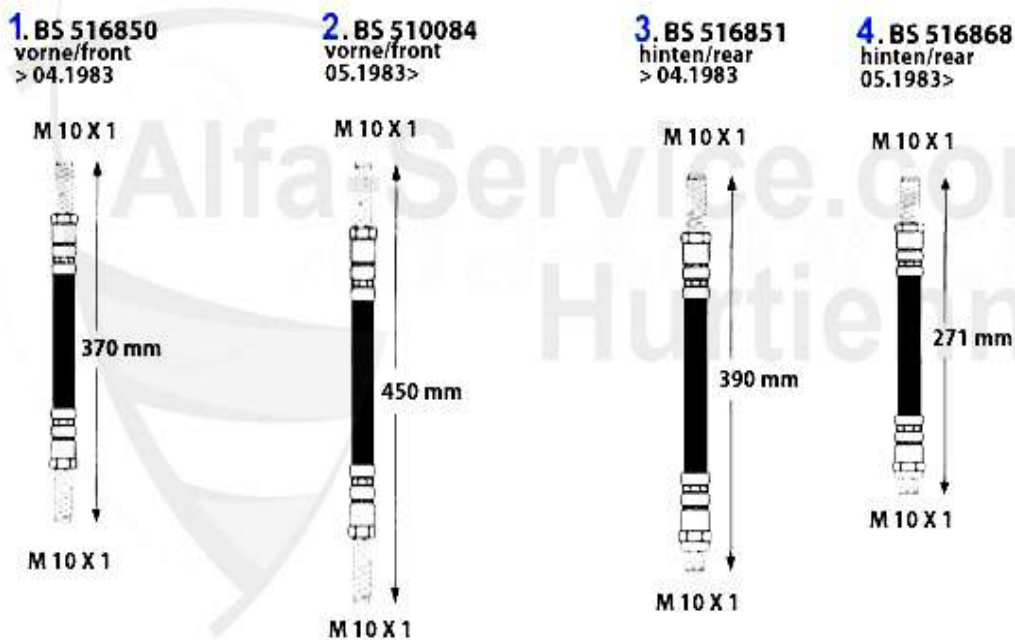 1. BS 516850
vorne/front
> 04.1983
M 10 X 1
370 mm
M 10 X 1
2. BS 510084
vorne/front
05.1983>
M 10 X 1
450 mm
M 10 X 1
3. BS 516851
hinten/rear
> 04.1983
M 10 X 1
390 mm
M 10 X 1
4. BS 516868
hinten/rear
05.1983>
M 10 X 1
271 mm
M 10 X 1
Alfa Service.co